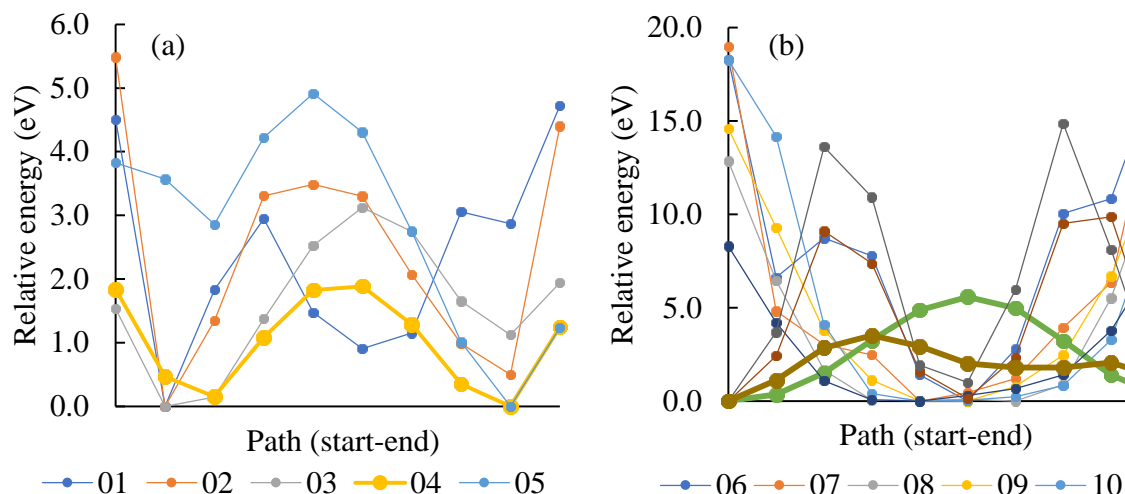 (a)
Relative energy (eV)
6.0
5.0
4.0
3.0
2.0
1.0
0.0
Path (start-end)
01 02 03 04 05
(b)
Relative energy (eV)
20.0
15.0
10.0
5.0
0.0
Path (start-end)
06 07 08 09 10